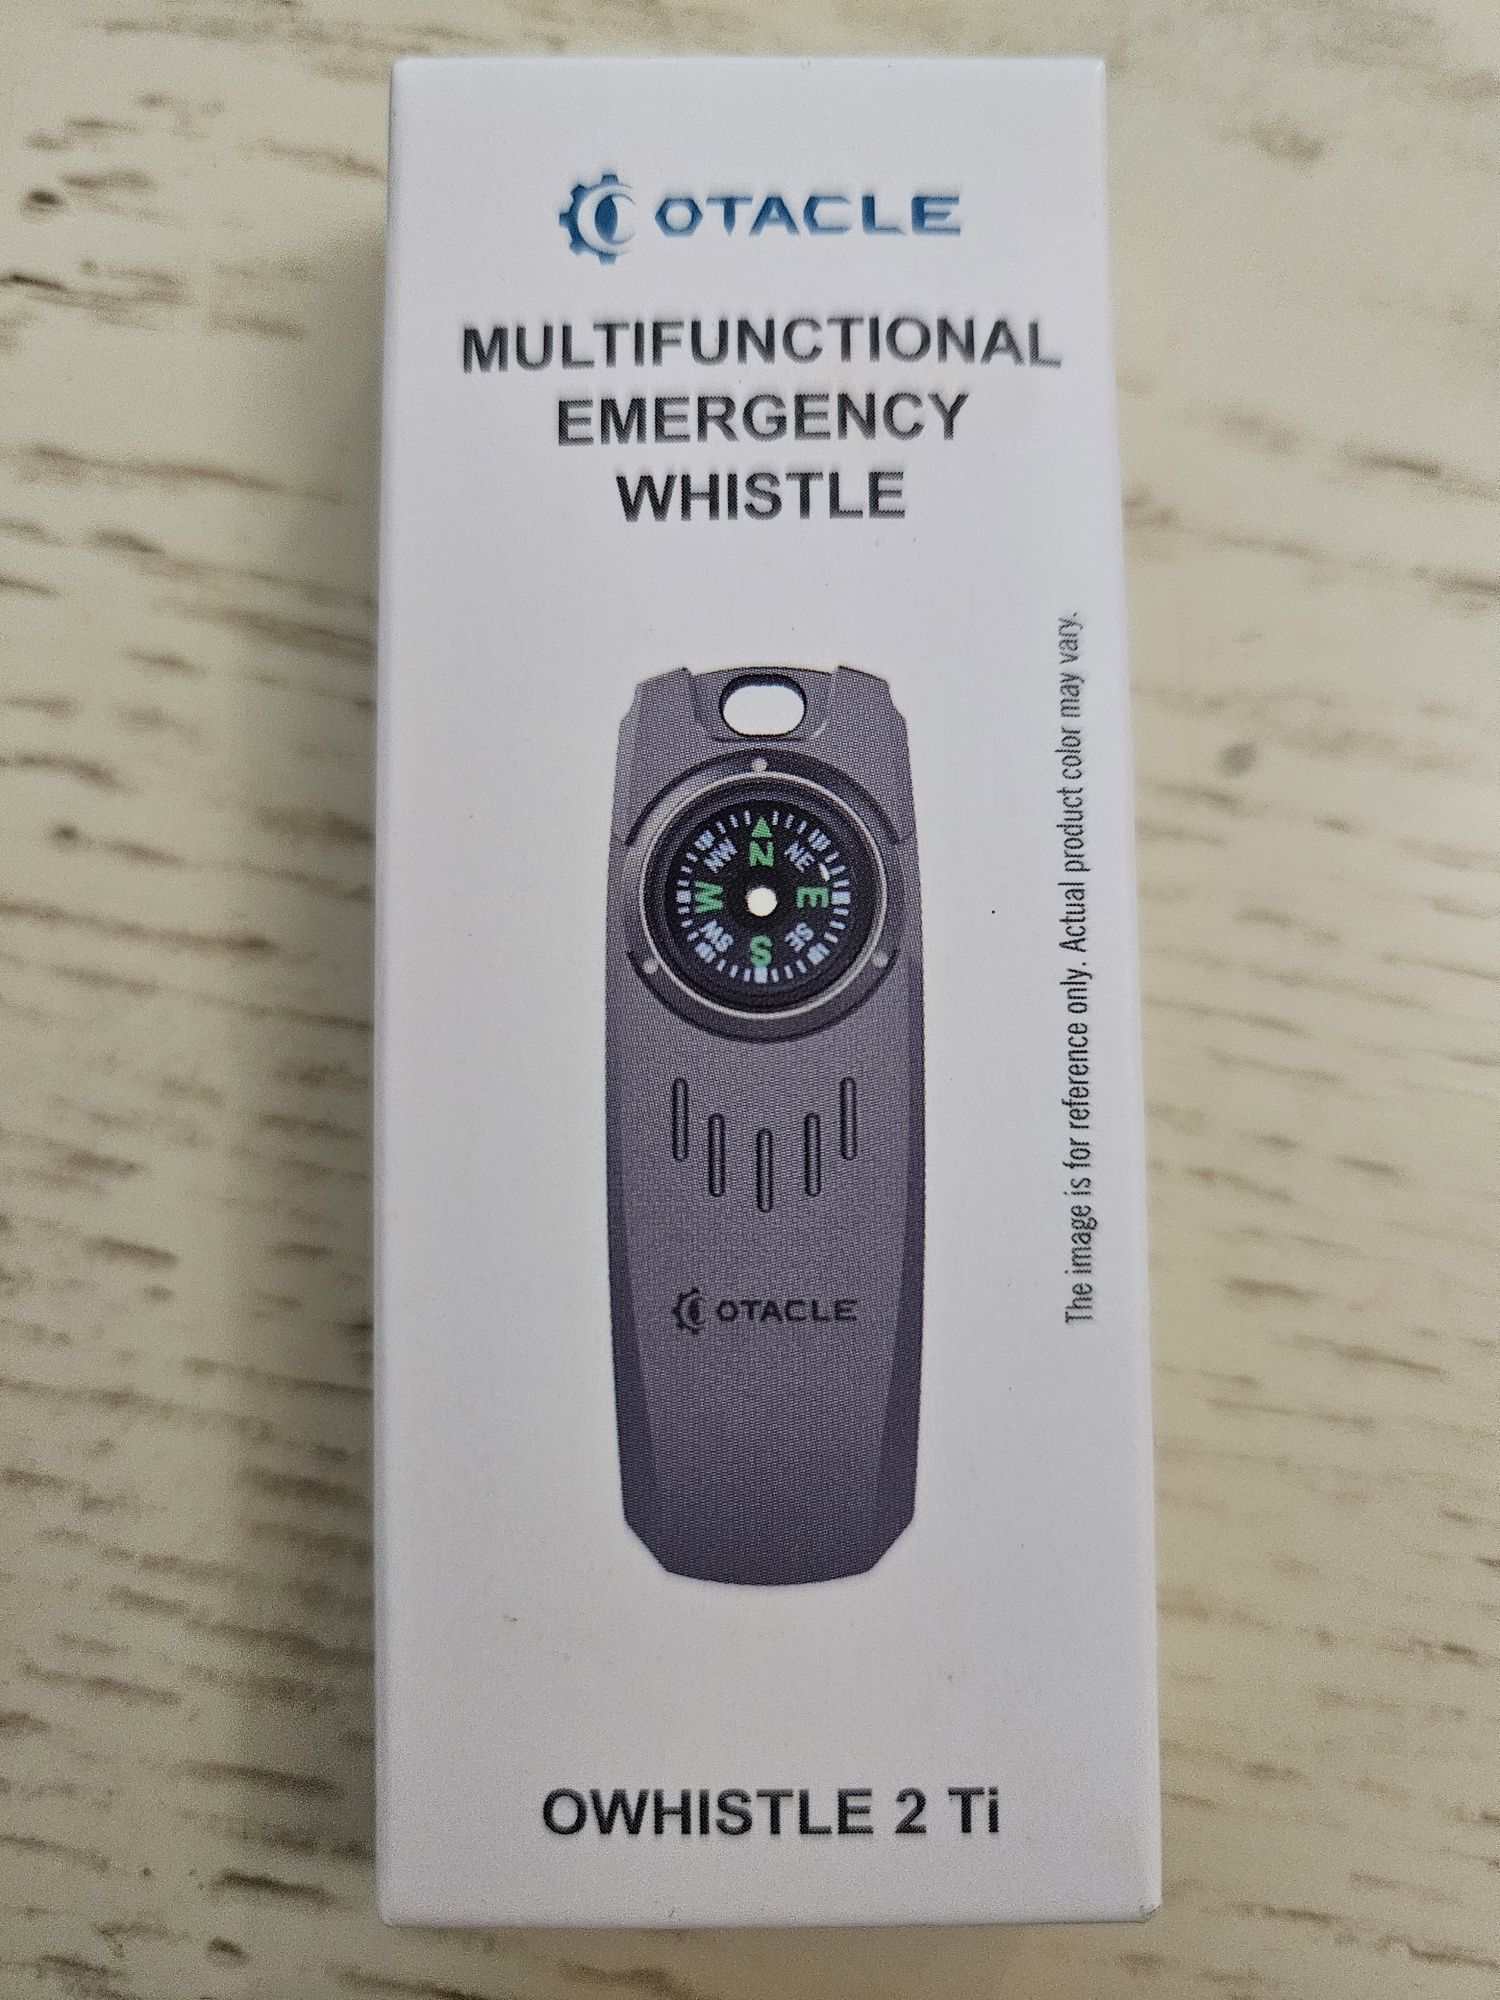 OTACLE
MULTIFUNCTIONAL
EMERGENCY
WHISTLE
N
NE
E
SE
S
SW
W
NW
OTACLE
The image is for reference only. Actual product color may vary.
OWHISTLE 2 Ti